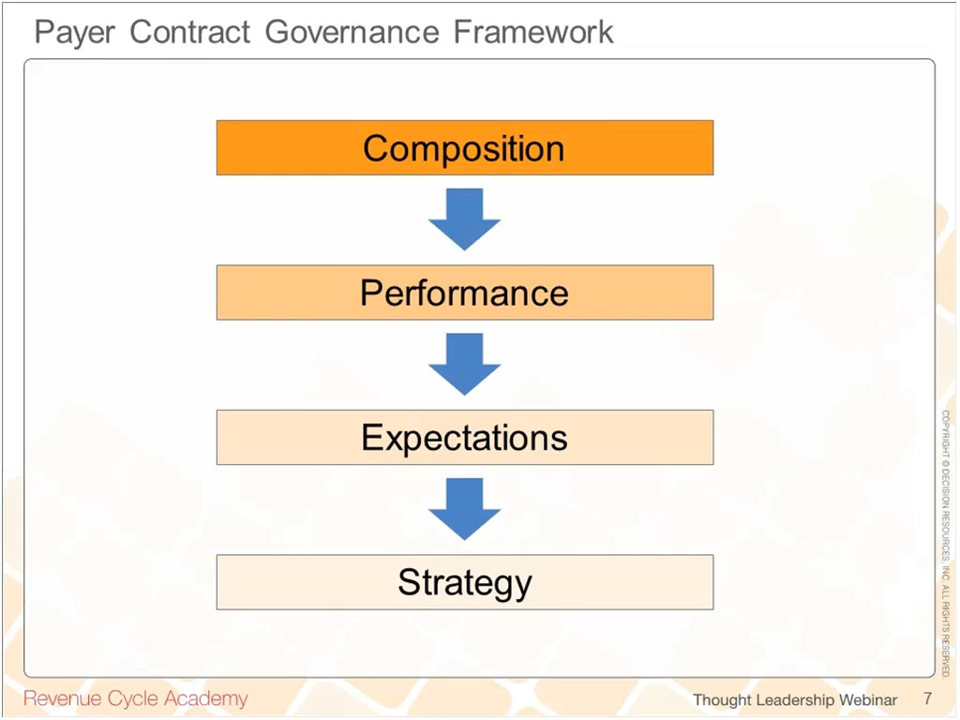 Payer Contract Governance Framework
Composition
Performance
Expectations
Strategy
COPYRIGHT © DECISION RESOURCES, INC. ALL RIGHTS RESERVED.
Revenue Cycle Academy
Thought Leadership Webinar 7